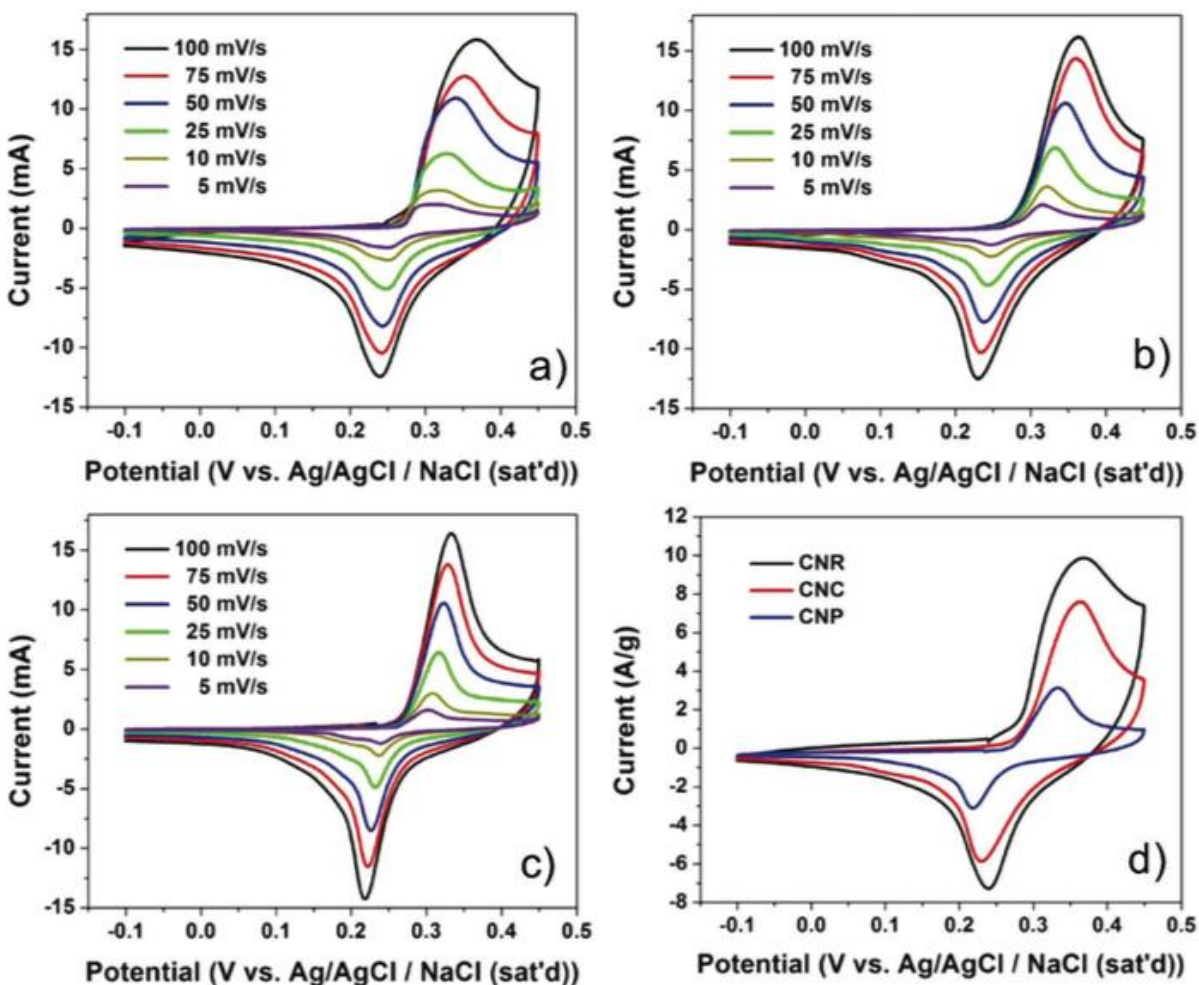 100 mV/s
75 mV/s
50 mV/s
25 mV/s
10 mV/s
5 mV/s
15
10
5
0
-5
-10
-15
Current (mA)
a)
-0.1 0.0 0.1 0.2 0.3 0.4 0.5
Potential (V vs. Ag/AgCl / NaCl (sat'd))
100 mV/s
75 mV/s
50 mV/s
25 mV/s
10 mV/s
5 mV/s
15
10
5
0
-5
-10
-15
Current (mA)
b)
-0.1 0.0 0.1 0.2 0.3 0.4 0.5
Potential (V vs. Ag/AgCl / NaCl (sat'd))
100 mV/s
75 mV/s
50 mV/s
25 mV/s
10 mV/s
5 mV/s
15
10
5
0
-5
-10
-15
Current (mA)
c)
-0.1 0.0 0.1 0.2 0.3 0.4 0.5
Potential (V vs. Ag/AgCl / NaCl (sat'd))
CNR
CNC
CNP
12
10
8
6
4
2
0
-2
-4
-6
-8
Current (A/g)
d)
-0.1 0.0 0.1 0.2 0.3 0.4 0.5
Potential (V vs. Ag/AgCl / NaCl (sat'd))